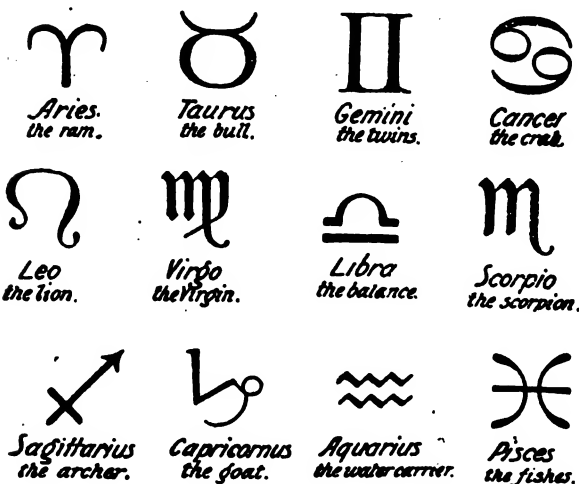 Aries.
the ram.
Taurus
the bull.
Gemini
the twins.
Cancer
the crab.
Leo
the lion.
Virgo
the Virgin.
Libra
the balance.
Scorpio
the scorpion.
Sagittarius
the archer.
Capricornus
the goat.
Aquarius
the water carrier.
Pisces
the fishes.